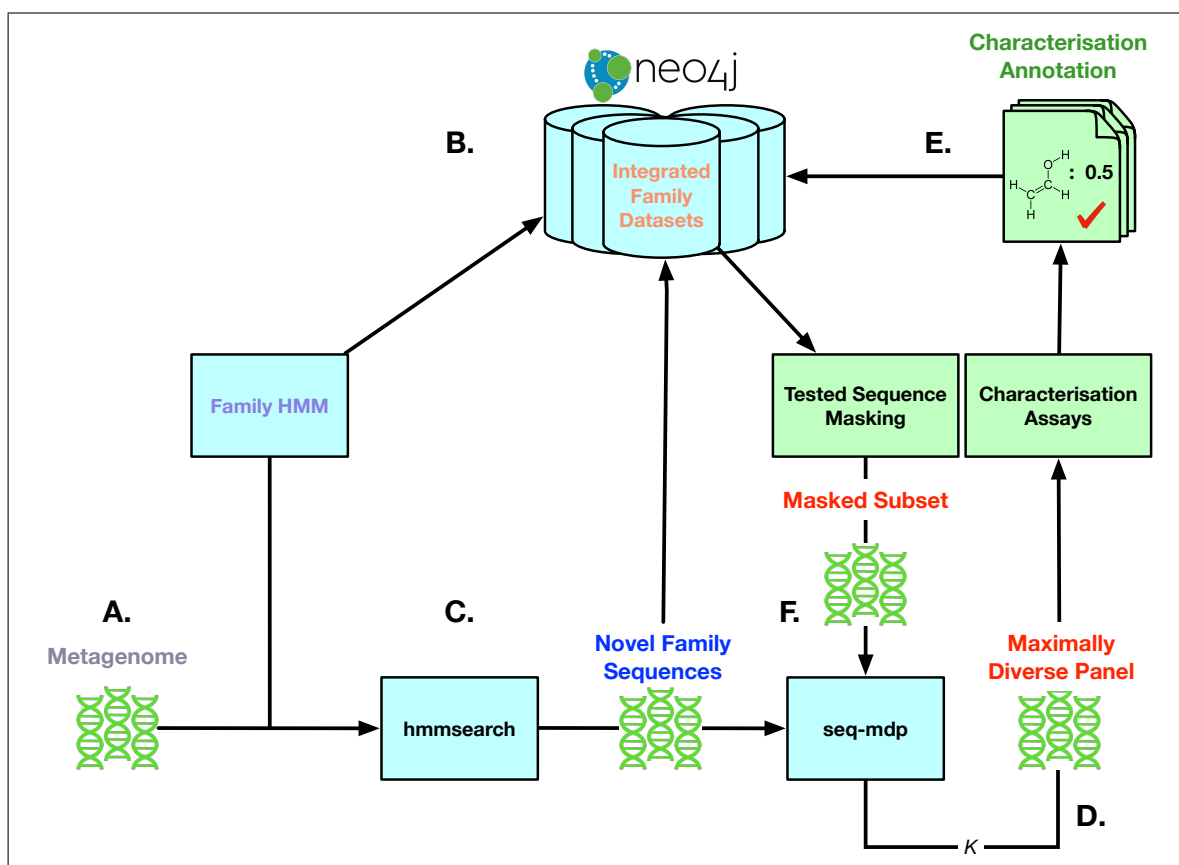 neo4j
Characterisation
Annotation
B.
E.
Integrated
Family
Datasets
H
O
: 0.5
H
C
C
H
H
Family HMM
Tested Sequence
Masking
Characterisation
Assays
Masked Subset
A.
C.
F.
Metagenome
Novel Family
Sequences
Maximally
Diverse Panel
hmmsearch
seq-mdp
D.
K